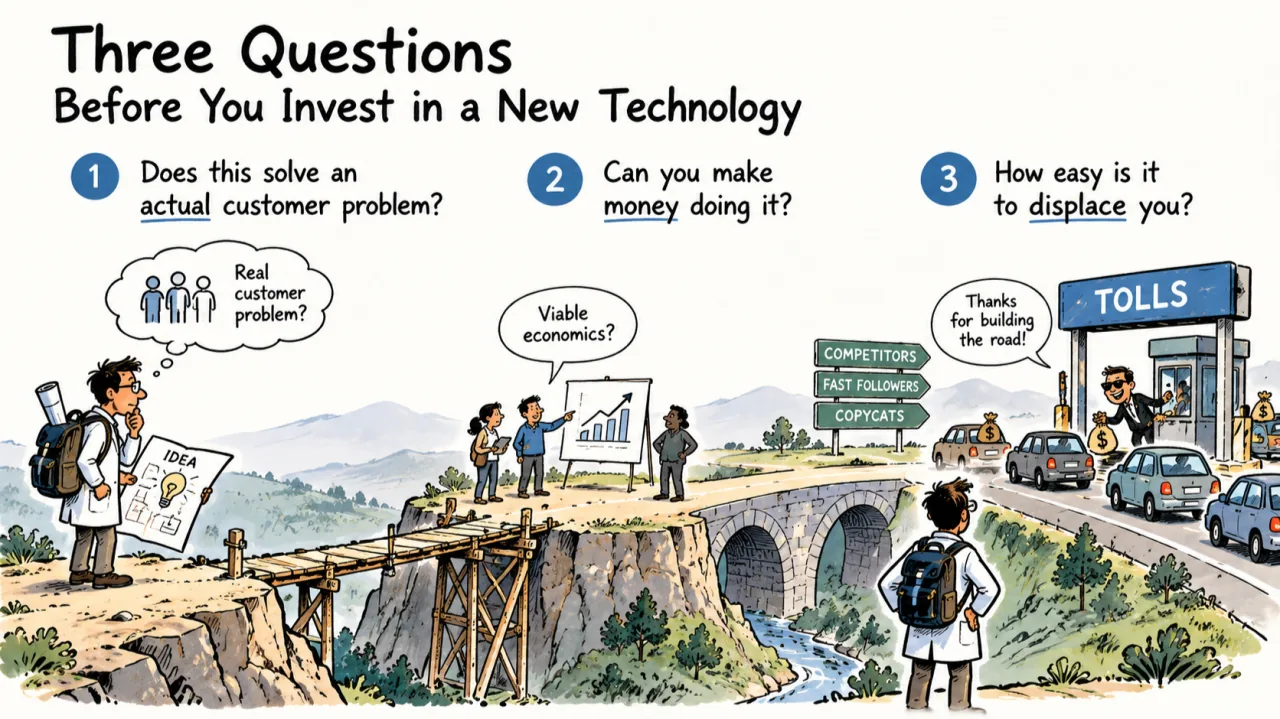 Three Questions
Before You Invest in a New Technology
1
Does this solve an
actual customer problem?
2
Can you make
money doing it?
3
How easy is it
to displace you?
Real
customer
problem?
IDEA
Viable
economics?
COMPETITORS
FAST FOLLOWERS
COPYCATS
Thanks
for building
the road!
TOLLS
$
$
$